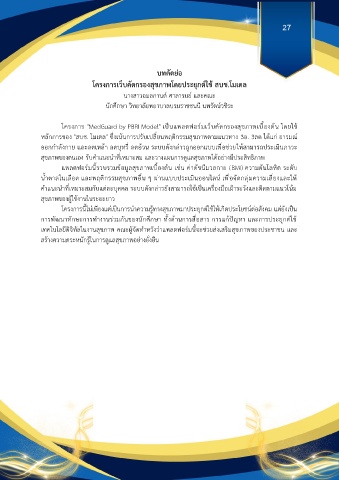 27
บทคัดย่อ
โครงการเว็บคัดกรองสุขภาพโดยประยุกต์ใช้ สบช.โมเดล
นางสาวอมลกานต์ ศาลารมย์ และคณะ
นักศึกษา วิทยาลัยพยาบาลบรมราชชนนี นพรัตน์วชิระ
โครงการ "MedGuard by PBRI Model" เป็นแพลตฟอร์มเว็บคัดกรองสุขภาพเบื้องต้น โดยใช้
หลักการของ "สบช. โมเดล" ซึ่งเน้นการปรับเปลี่ยนพฤติกรรมสุขภาพตามแนวทาง 3อ. 3ลด ได้แก่ อารมณ์
ออกกำลังกาย และลดเหล้า ลดบุหรี่ ลดอ้วน ระบบดังกล่าวถูกออกแบบเพื่อช่วยให้สามารถประเมินภาวะ
สุขภาพของตนเอง รับคำแนะนำที่เหมาะสม และวางแผนการดูแลสุขภาพได้อย่างมีประสิทธิภาพ
แพลตฟอร์มนี้รวบรวมข้อมูลสุขภาพเบื้องต้น เช่น ค่าดัชนีมวลกาย (BMI) ความดันโลหิต ระดับ
น้ำตาลในเลือด และพฤติกรรมสุขภาพอื่น ๆ ผ่านแบบประเมินออนไลน์ เพื่อจัดกลุ่มความเสี่ยงและให้
คำแนะนำที่เหมาะสมกับแต่ละบุคคล ระบบดังกล่าวยังสามารถใช้เป็นเครื่องมือเฝ้าระวังและติดตามแนวโน้ม
สุขภาพของผู้ใช้งานในระยะยาว
โครงการนี้ไม่เพียงแต่เป็นการนำความรู้ทางสุขภาพมาประยุกต์ใช้ให้เกิดประโยชน์ต่อสังคม แต่ยังเป็น
การพัฒนาทักษะการทำงานร่วมกันของนักศึกษา ทั้งด้านการสื่อสาร การแก้ปัญหา และการประยุกต์ใช้
เทคโนโลยีดิจิทัลในงานสุขภาพ คณะผู้จัดทำหวังว่าแพลตฟอร์มนี้จะช่วยส่งเสริมสุขภาพของประชาชน และ
สร้างความตระหนักรู้ในการดูแลสุขภาพอย่างยั่งยืน